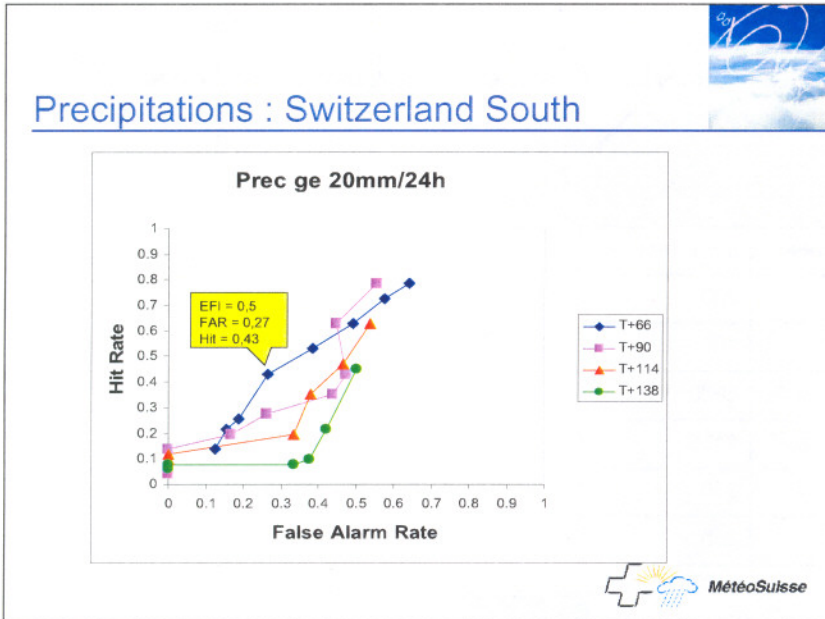 Precipitations : Switzerland South
Prec ge 20mm/24h
1
0.9
0.8
0.7
0.6
0.5
0.4
0.3
0.2
0.1
0
Hit Rate
EFI = 0,5
FAR = 0,27
Hit = 0,43
0 0.1 0.2 0.3 0.4 0.5 0.6 0.7 0.8 0.9 1
False Alarm Rate
T+66
T+90
T+114
T+138
MétéoSuisse